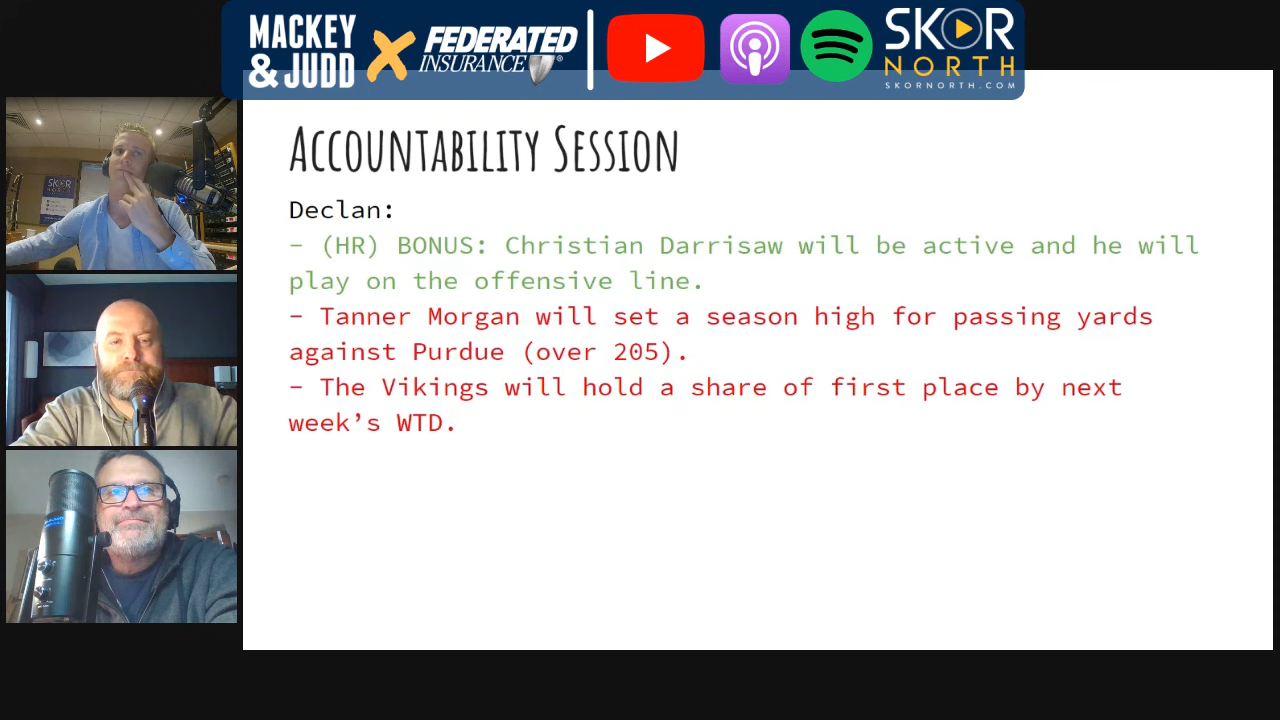 MACKEY
& JUDD
FEDERATED
INSURANCE®
SKOR
NORTH
SKORNORTH.COM
Accountability Session
Declan:
- (HR) BONUS: Christian Darrisaw will be active and he will
play on the offensive line.
- Tanner Morgan will set a season high for passing yards
against Purdue (over 205).
- The Vikings will hold a share of first place by next
week’s WTD.
SKOR
NORTH